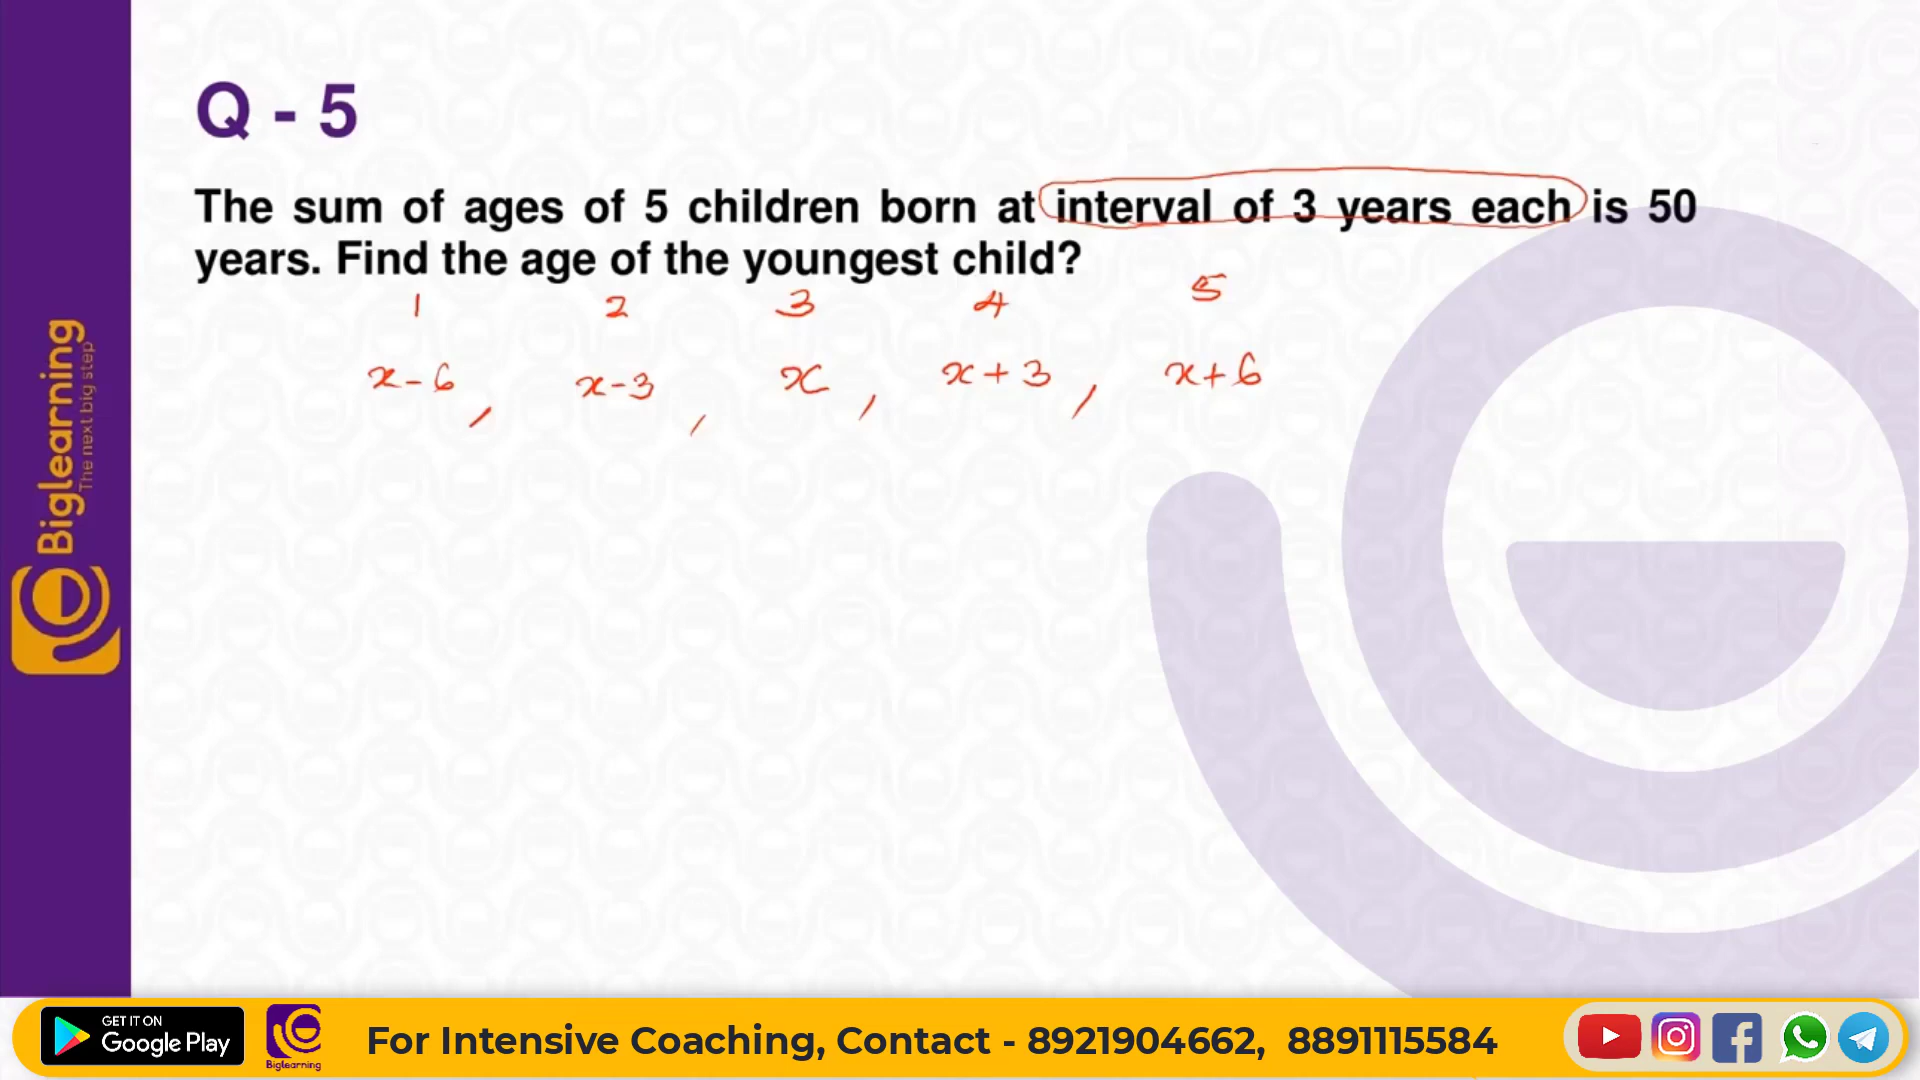 Q - 5
The sum of ages of 5 children born at interval of 3 years each is 50
years. Find the age of the youngest child?
1 2 3 4 5
x-6, x-3, x, x+3, x+6
Biglearning
The next big step
GET IT ON
Google Play
Biglearning
For Intensive Coaching, Contact - 8921904662, 8891115584